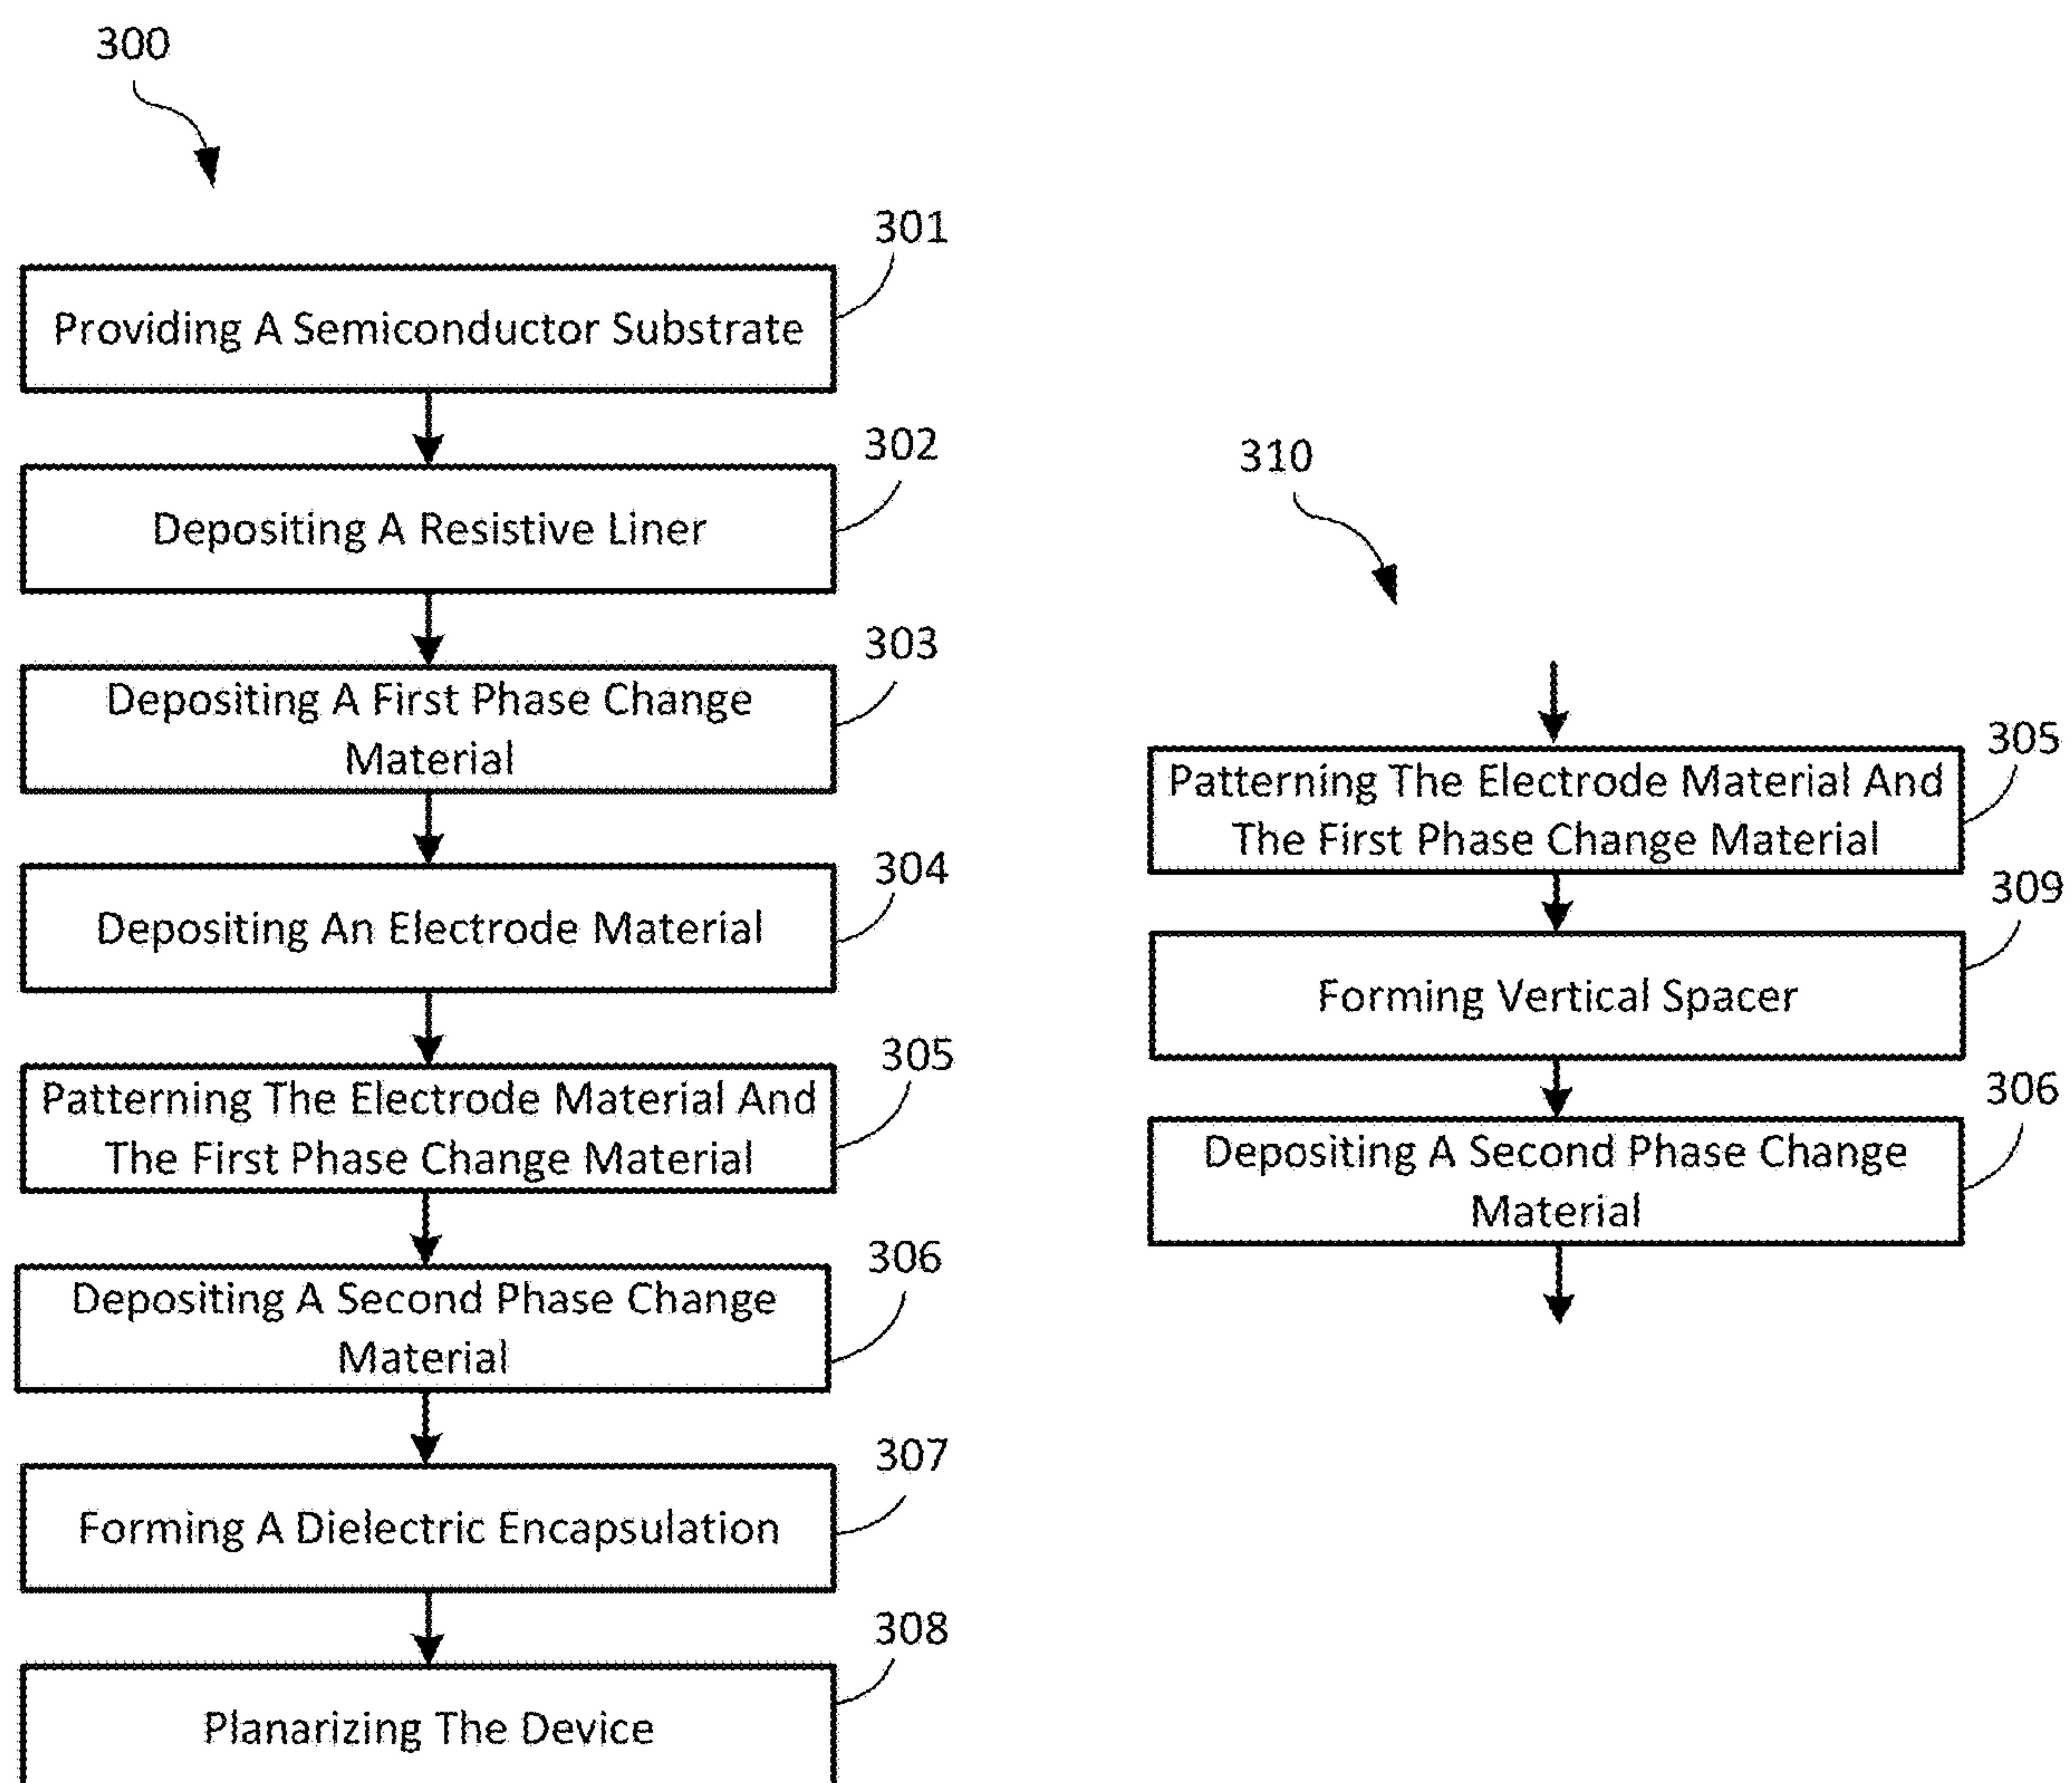 300
301
Providing A Semiconductor Substrate
302
Depositing A Resistive Liner
303
Depositing A First Phase Change
Material
304
Depositing An Electrode Material
305
Patterning The Electrode Material And
The First Phase Change Material
306
Depositing A Second Phase Change
Material
307
Forming A Dielectric Encapsulation
308
Planarizing The Device
310
305
Patterning The Electrode Material And
The First Phase Change Material
309
Forming Vertical Spacer
306
Depositing A Second Phase Change
Material